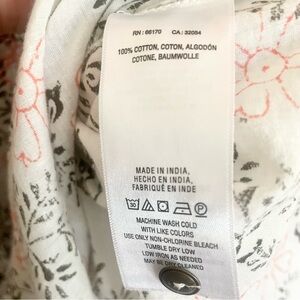 RN : 66170 CA : 32054
100% COTTON, COTON, ALGODÓN
COTONE, BAUMWOLLE
MADE IN INDIA,
HECHO EN INDIA,
FABRIQUÉ EN INDE
30 P
MACHINE WASH COLD
WITH LIKE COLORS
USE ONLY NON-CHLORINE BLEACH
TUMBLE DRY LOW
LOW IRON AS NEEDED
MAY BE DRY CLEANED